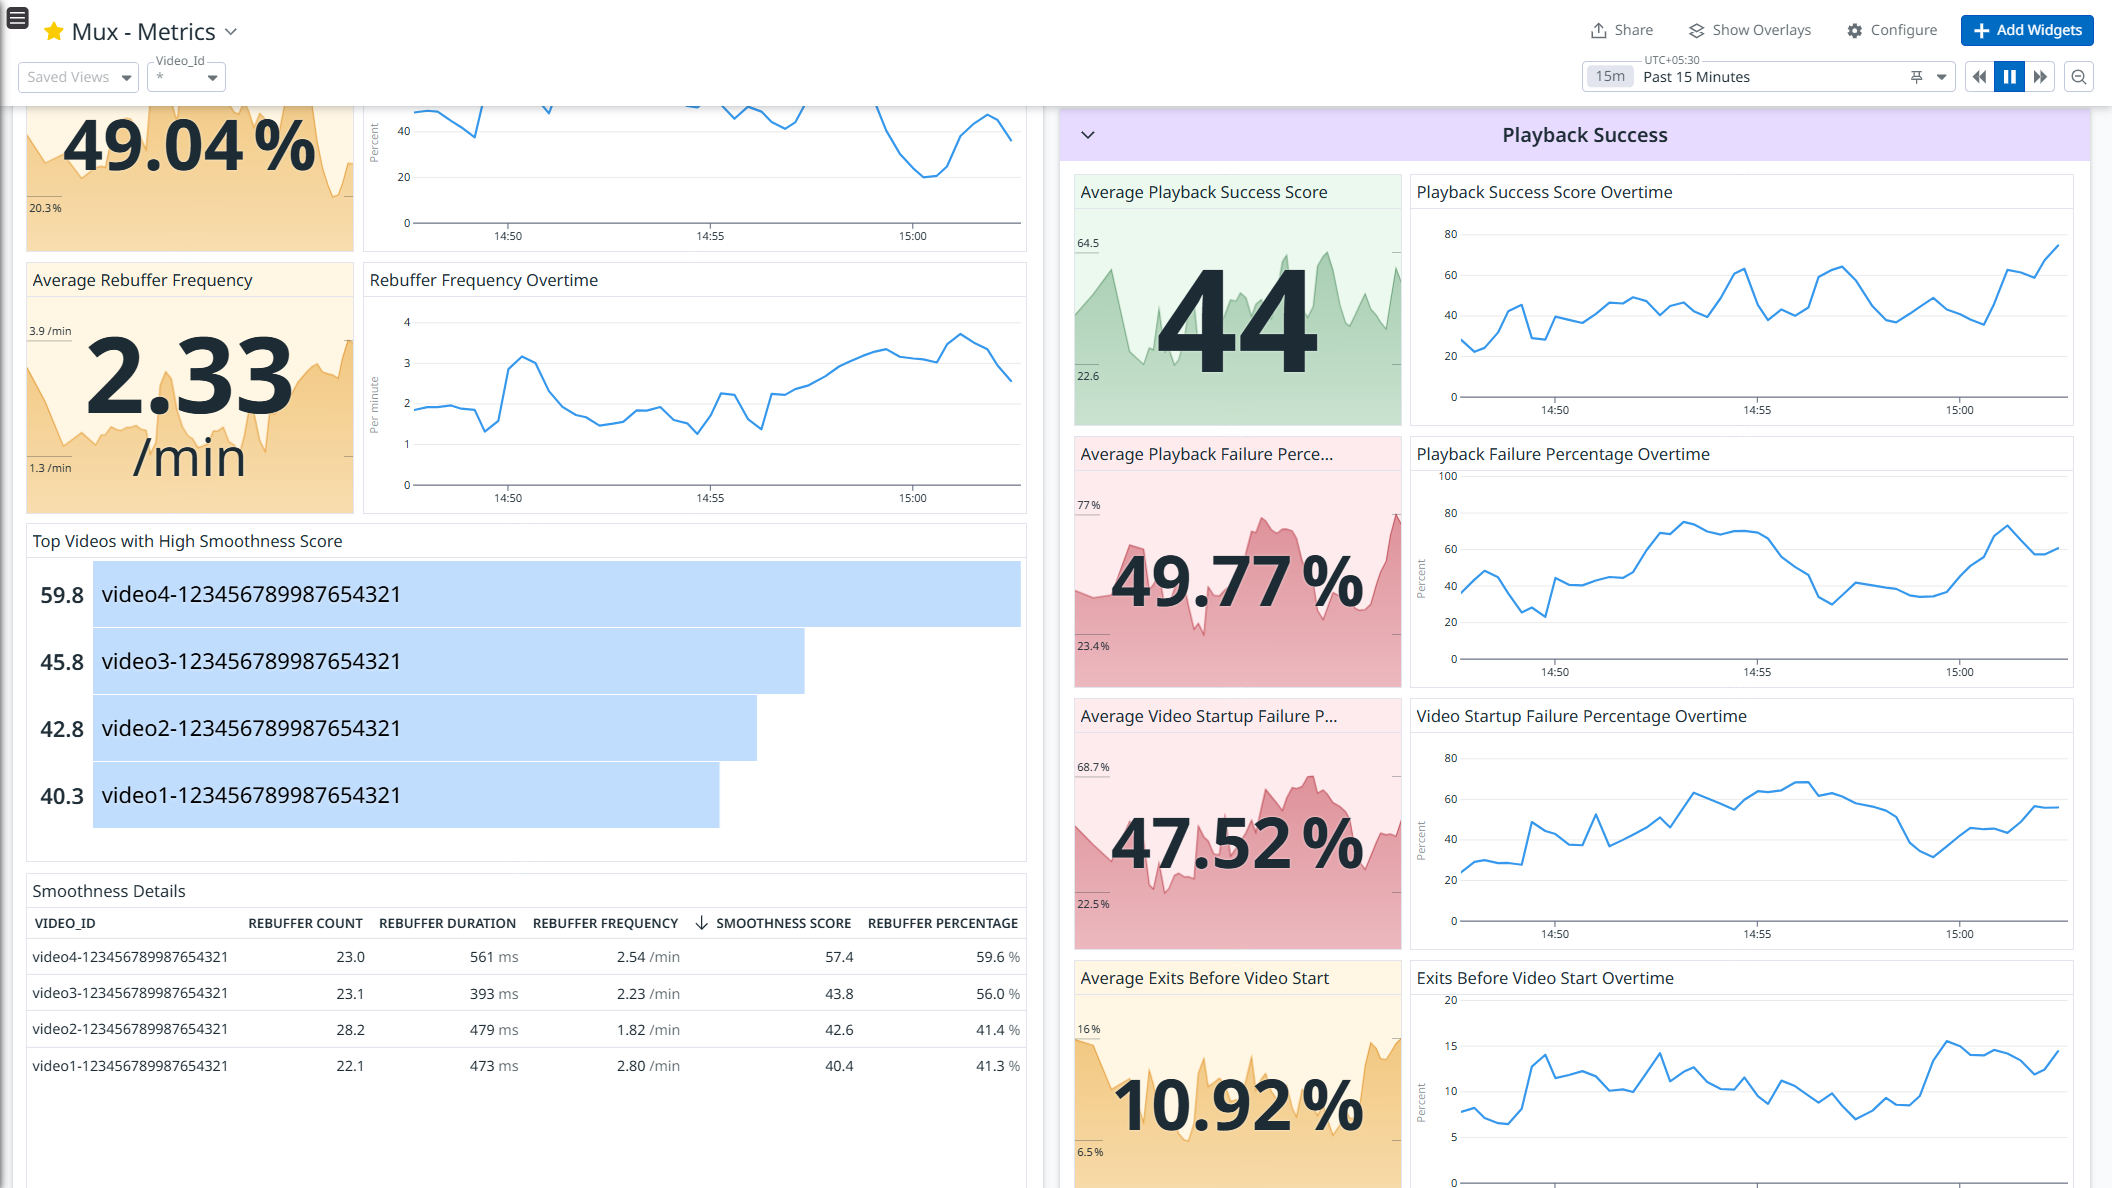 Mux - Metrics
Share
Show Overlays
Configure
Add Widgets
Saved Views
Video_Id
*
UTC+05:30
15m
Past 15 Minutes
49.04 %
20.3 %
Percent
40
20
0
14:50
14:55
15:00
Average Rebuffer Frequency
3.9 /min
2.33
/min
1.3 /min
Rebuffer Frequency Overtime
Per minute
4
3
2
1
0
14:50
14:55
15:00
Top Videos with High Smoothness Score
59.8 video4-123456789987654321
45.8 video3-123456789987654321
42.8 video2-123456789987654321
40.3 video1-123456789987654321
Smoothness Details
VIDEO_ID REBUFFER COUNT REBUFFER DURATION REBUFFER FREQUENCY SMOOTHNESS SCORE REBUFFER PERCENTAGE
video4-123456789987654321 23.0 561 ms 2.54 /min 57.4 59.6 %
video3-123456789987654321 23.1 393 ms 2.23 /min 43.8 56.0 %
video2-123456789987654321 28.2 479 ms 1.82 /min 42.6 41.4 %
video1-123456789987654321 22.1 473 ms 2.80 /min 40.4 41.3 %
Playback Success
Average Playback Success Score
64.5
44
22.6
Playback Success Score Overtime
80
60
40
20
0
14:50
14:55
15:00
Average Playback Failure Perce...
77 %
49.77 %
23.4 %
Playback Failure Percentage Overtime
Percent
100
80
60
40
20
0
14:50
14:55
15:00
Average Video Startup Failure P...
68.7 %
47.52 %
22.5 %
Video Startup Failure Percentage Overtime
Percent
80
60
40
20
0
14:50
14:55
15:00
Average Exits Before Video Start
16 %
10.92 %
6.5 %
Exits Before Video Start Overtime
Percent
20
15
10
5
0